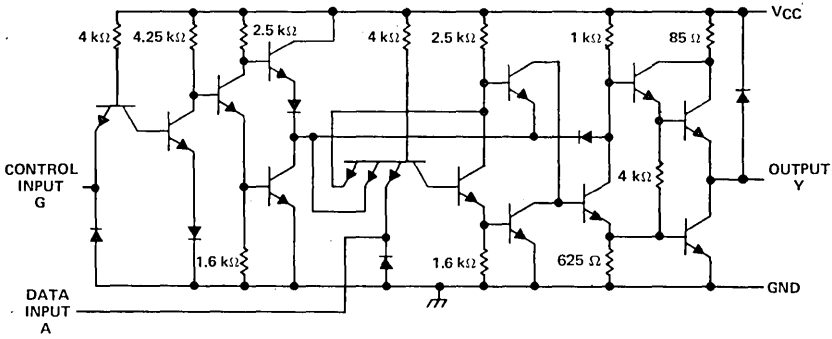 VCC
4 kΩ
4.25 kΩ
2.5 kΩ
4 kΩ
2.5 kΩ
1 kΩ
85 Ω
CONTROL
INPUT
G
4 kΩ
OUTPUT
Y
1.6 kΩ
1.6 kΩ
625 Ω
GND
DATA
INPUT
A